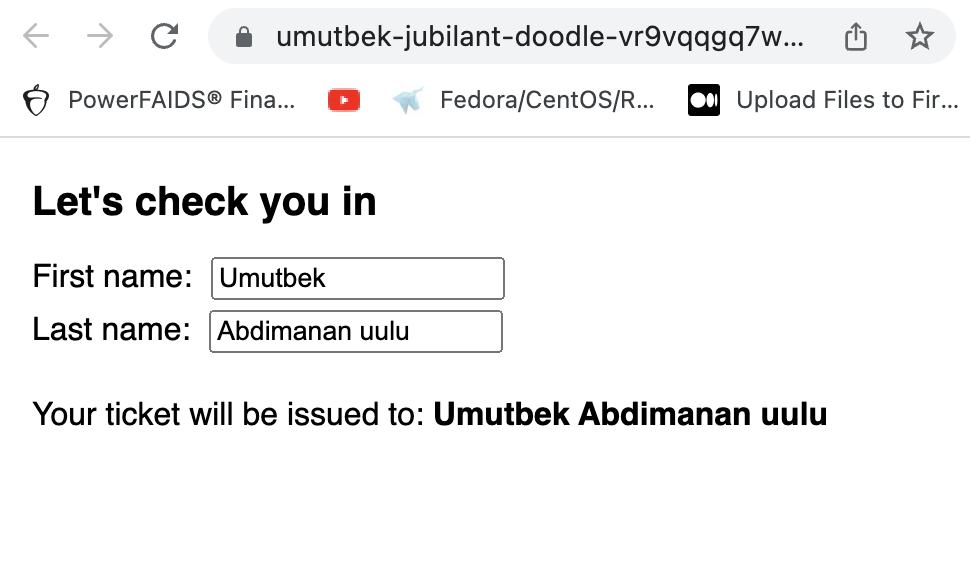 umutbek-jubilant-doodle-vr9vqqgq7w...
PowerFAIDS® Fina... Fedora/CentOS/R... Upload Files to Fir...
Let's check you in
First name: Umutbek
Last name: Abdimanan uulu
Your ticket will be issued to: Umutbek Abdimanan uulu